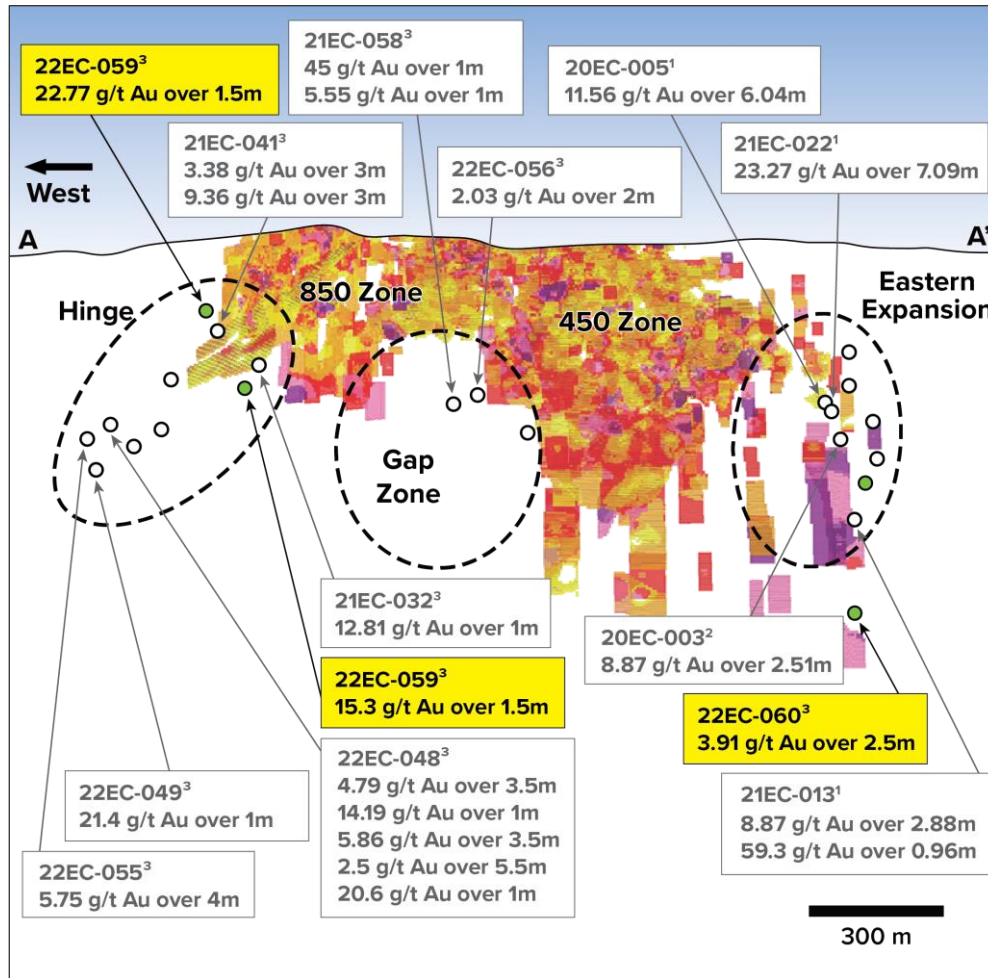 21EC-058³
45 g/t Au over 1m
5.55 g/t Au over 1m
22EC-059³
22.77 g/t Au over 1.5m
20EC-005¹
11.56 g/t Au over 6.04m
21EC-041³
3.38 g/t Au over 3m
9.36 g/t Au over 3m
22EC-056³
2.03 g/t Au over 2m
21EC-022¹
23.27 g/t Au over 7.09m
West
A
A'
Hinge
850 Zone
450 Zone
Eastern
Expansion
Gap
Zone
21EC-032³
12.81 g/t Au over 1m
20EC-003²
8.87 g/t Au over 2.51m
22EC-059³
15.3 g/t Au over 1.5m
22EC-060³
3.91 g/t Au over 2.5m
22EC-048³
4.79 g/t Au over 3.5m
14.19 g/t Au over 1m
5.86 g/t Au over 3.5m
2.5 g/t Au over 5.5m
20.6 g/t Au over 1m
22EC-049³
21.4 g/t Au over 1m
22EC-055³
5.75 g/t Au over 4m
21EC-013¹
8.87 g/t Au over 2.88m
59.3 g/t Au over 0.96m
300 m